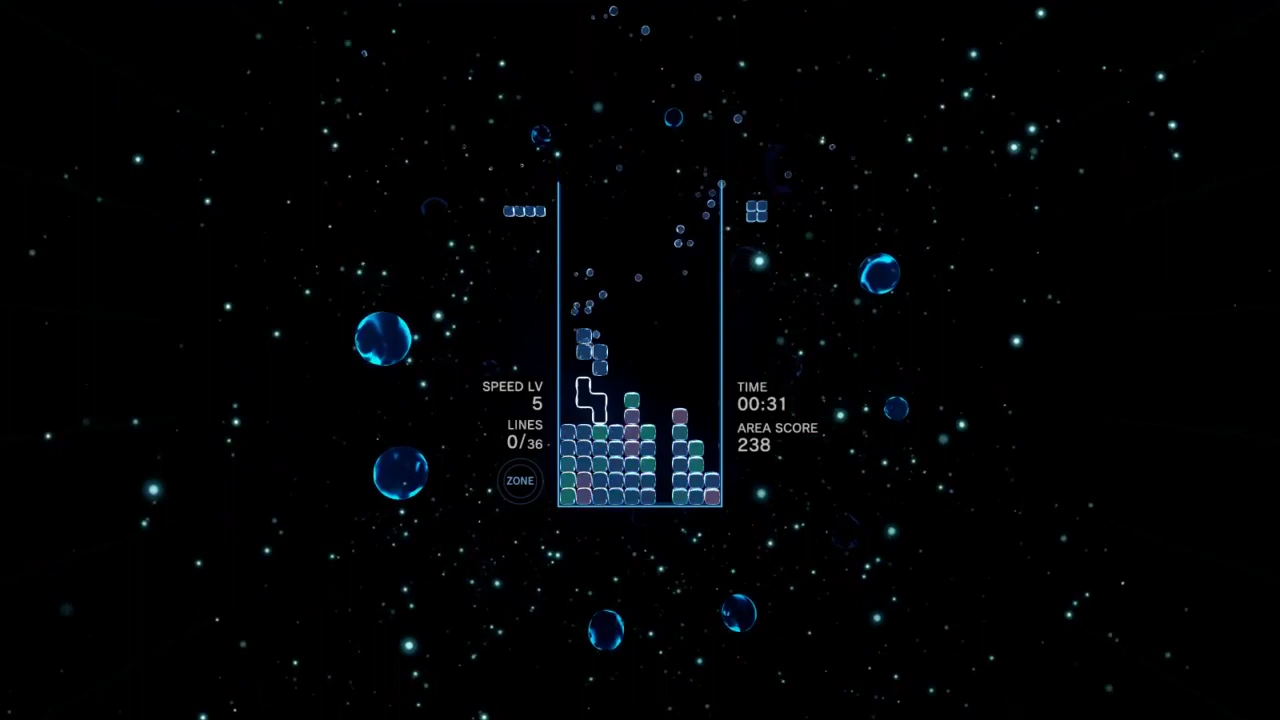 SPEED LV
5
LINES
0/36
ZONE
TIME
00:31
AREA SCORE
238